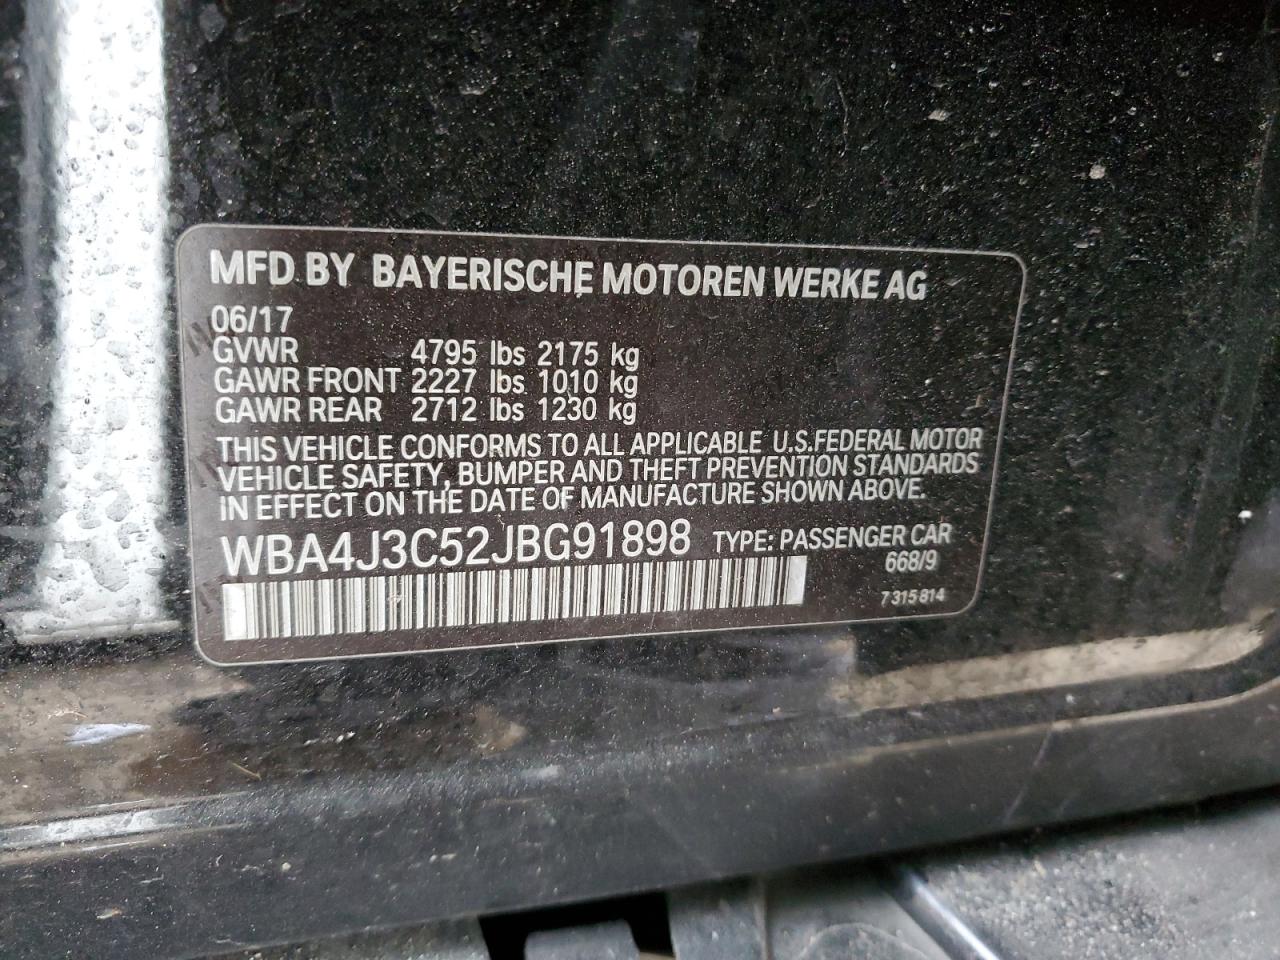 MFD BY BAYERISCHE MOTOREN WERKE AG
06/17
GVWR 4795 lbs 2175 kg
GAWR FRONT 2227 lbs 1010 kg
GAWR REAR 2712 lbs 1230 kg
THIS VEHICLE CONFORMS TO ALL APPLICABLE U.S.FEDERAL MOTOR
VEHICLE SAFETY, BUMPER AND THEFT PREVENTION STANDARDS
IN EFFECT ON THE DATE OF MANUFACTURE SHOWN ABOVE.
WBA4J3C52JBG91898 TYPE: PASSENGER CAR
668/9
7 315 814